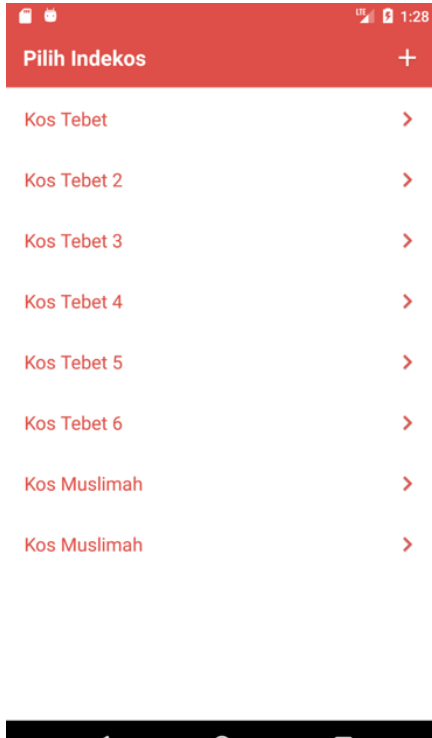 LTE 1:28
Pilih Indekos +
Kos Tebet
Kos Tebet 2
Kos Tebet 3
Kos Tebet 4
Kos Tebet 5
Kos Tebet 6
Kos Muslimah
Kos Muslimah